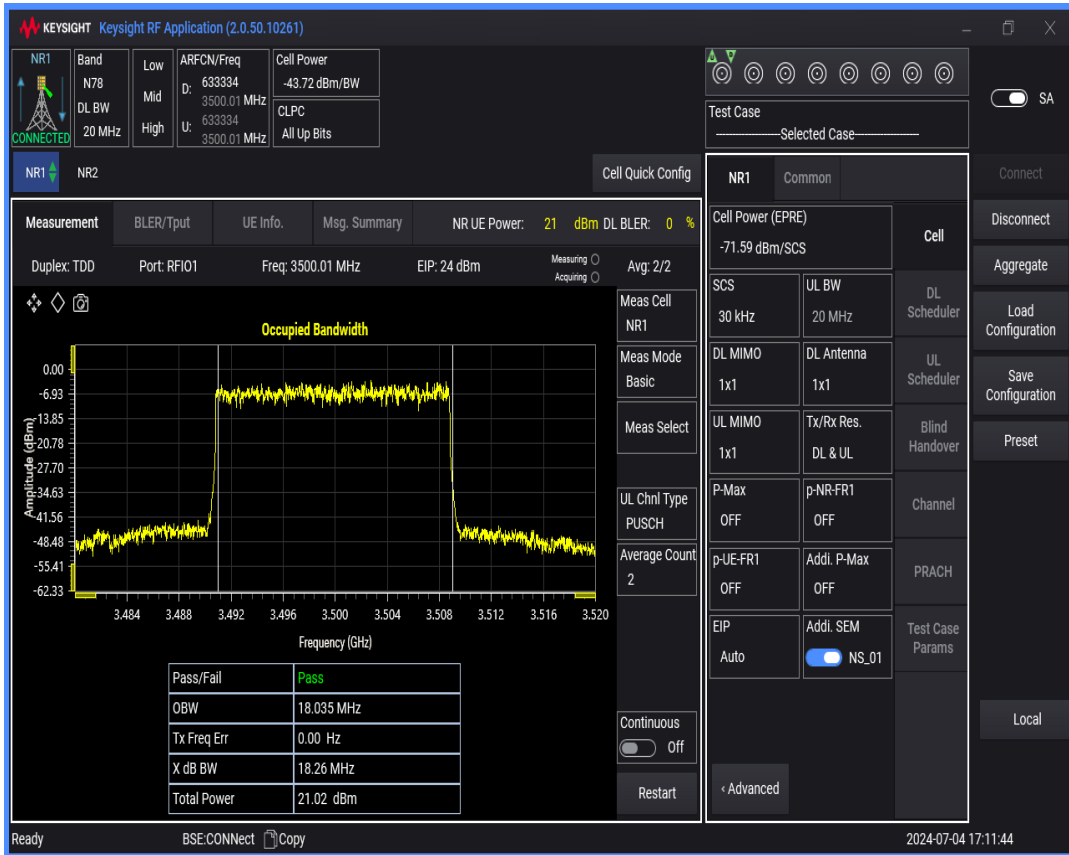 KEYSIGHT Keysight RF Application (2.0.50.10261)
NR1
CONNECTED
Band
N78
DL BW
20 MHz
Low
Mid
High
ARFCN/Freq
D: 633334
3500.01 MHz
U: 633334
3500.01 MHz
Cell Power
-43.72 dBm/BW
CLPC
All Up Bits
Test Case
--------------------Selected Case--------------------
SA
NR1
NR2
Cell Quick Config
NR1
Common
Connect
Disconnect
Aggregate
Load
Configuration
Save
Configuration
Preset
Local
Measurement
BLER/Tput
UE Info.
Msg. Summary
NR UE Power: 21 dBm DL BLER: 0 %
Duplex: TDD
Port: RFIO1
Freq: 3500.01 MHz
EIP: 24 dBm
Measuring
Acquiring
Avg: 2/2
Occupied Bandwidth
Amplitude (dBm)
0.00
-6.93
-13.85
-20.78
-27.70
-34.63
-41.56
-48.48
-55.41
-62.33
3.484 3.488 3.492 3.496 3.500 3.504 3.508 3.512 3.516 3.520
Frequency (GHz)
Pass/Fail Pass
OBW 18.035 MHz
Tx Freq Err 0.00 Hz
X dB BW 18.26 MHz
Total Power 21.02 dBm
Meas Cell
NR1
Meas Mode
Basic
Meas Select
UL Chnl Type
PUSCH
Average Count
2
Continuous
Off
Restart
Cell Power (EPRE)
-71.59 dBm/SCS
SCS
30 kHz
UL BW
20 MHz
DL MIMO
1x1
DL Antenna
1x1
UL MIMO
1x1
Tx/Rx Res.
DL & UL
P-Max
OFF
p-NR-FR1
OFF
p-UE-FR1
OFF
Addi. P-Max
OFF
EIP
Auto
Addi. SEM
NS_01
‹ Advanced
Cell
DL
Scheduler
UL
Scheduler
Blind
Handover
Channel
PRACH
Test Case
Params
Ready
BSE:CONNect
Copy
2024-07-04 17:11:44